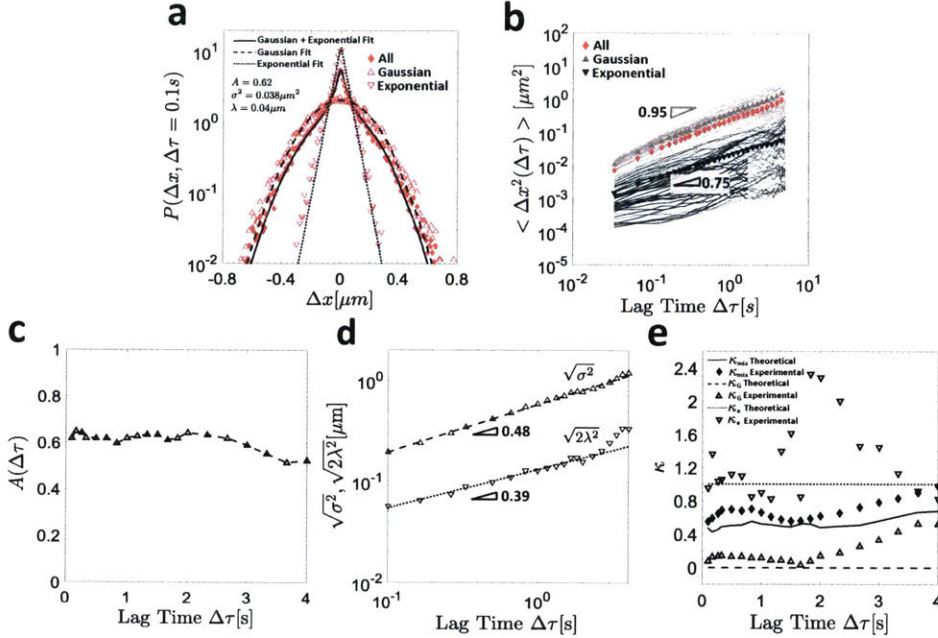 a
Gaussian + Exponential Fit
Gaussian Fit
Exponential Fit
All
Gaussian
Exponential
A = 0.62
σ² = 0.038μm²
λ = 0.04μm
P(Δx, Δτ = 0.1s)
10¹
10⁰
10⁻¹
10⁻²
-0.8 -0.4 0 0.4 0.8
Δx[μm]
b
All
Gaussian
Exponential
0.95
0.75
< Δx²(Δτ) > [μm²]
10²
10¹
10⁰
10⁻¹
10⁻²
10⁻³
10⁻⁴
10⁻⁵
10⁻² 10⁻¹ 10⁰ 10¹
Lag Time Δτ[s]
c
A(Δτ)
1
0.8
0.6
0.4
0.2
0
0 1 2 3 4
Lag Time Δτ[s]
d
√σ², √2λ²[μm]
10⁰
10⁻¹
10⁻²
√σ²
0.48
√2λ²
0.39
10⁻¹ 10⁰
Lag Time Δτ[s]
e
κmix Theoretical
κmix Experimental
κG Theoretical
κG Experimental
κe Theoretical
κe Experimental
κ
2.4
2
1.6
1.2
0.8
0.4
0
0 1 2 3 4
Lag Time Δτ[s]